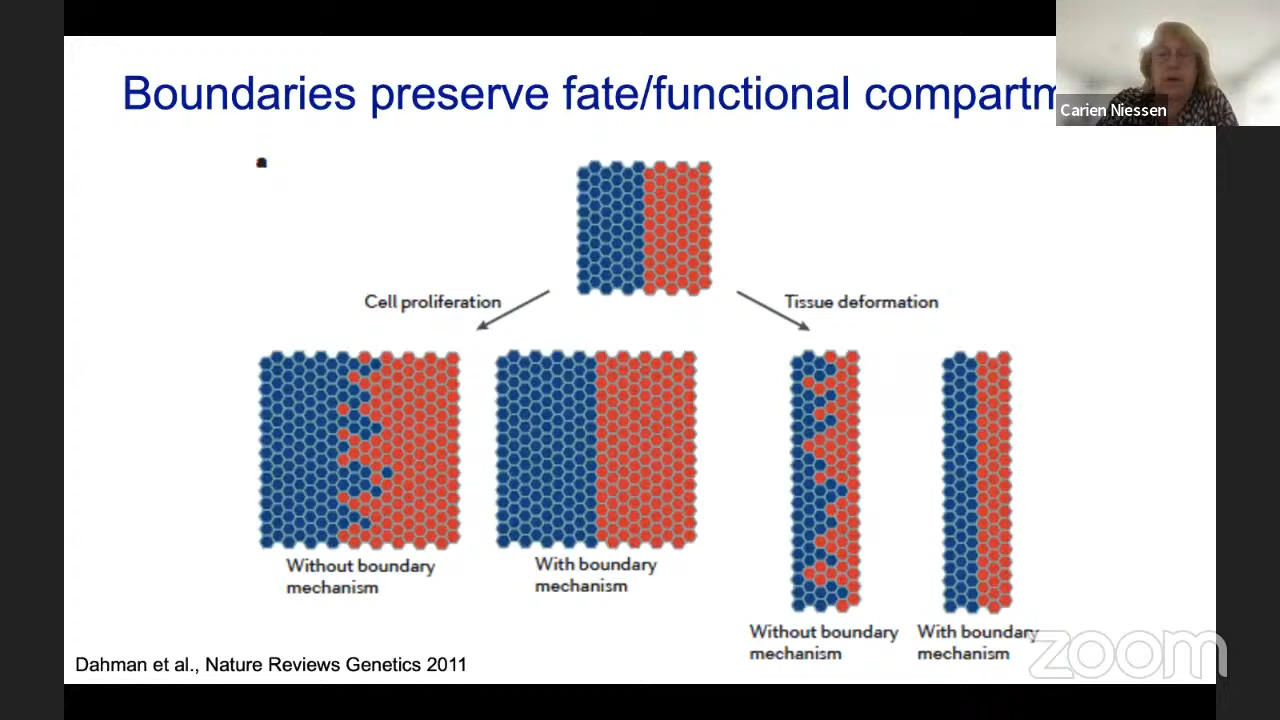 Boundaries preserve fate/functional compartm
Carien Niessen
a
Cell proliferation
Tissue deformation
Without boundary
mechanism
With boundary
mechanism
Without boundary
mechanism
With boundary
mechanism
Dahman et al., Nature Reviews Genetics 2011
zoom